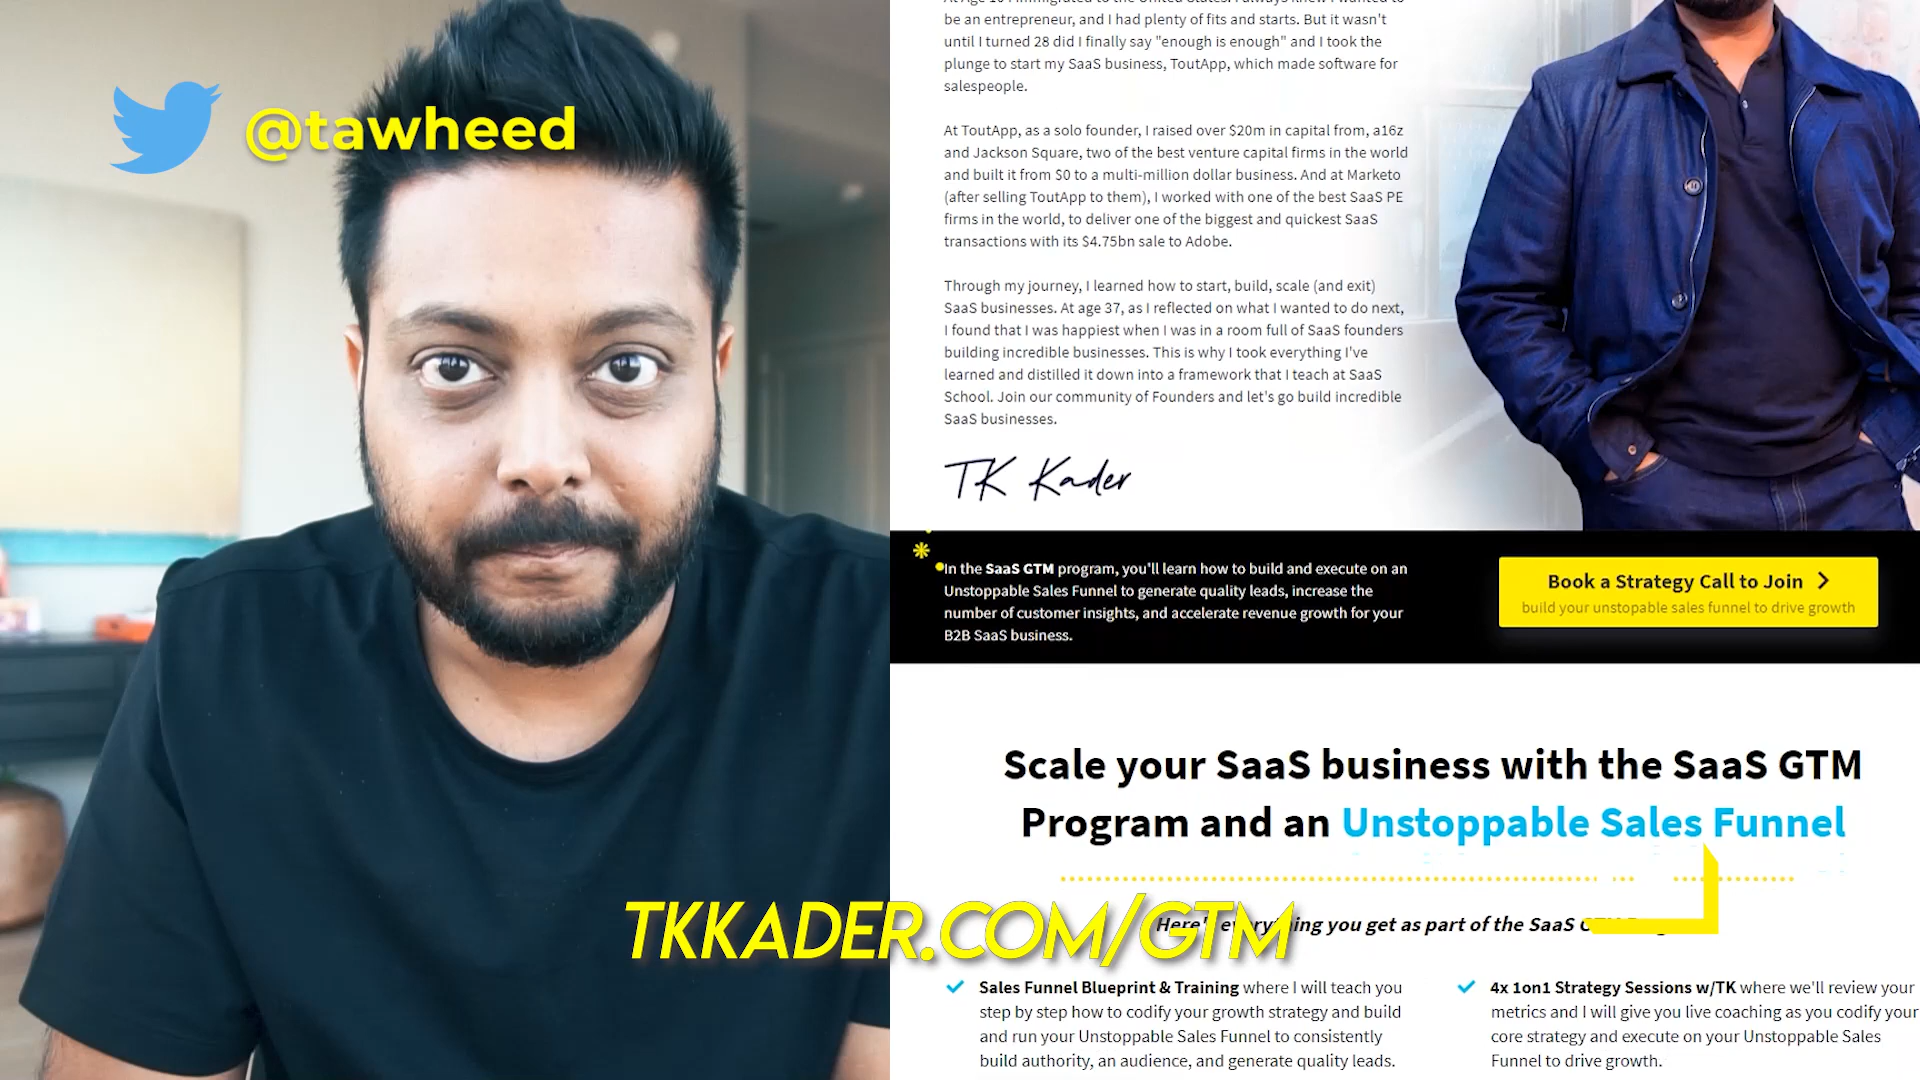 @tawheed
be an entrepreneur, and I had plenty of fits and starts. But it wasn't
until I turned 28 did I finally say "enough is enough" and I took the
plunge to start my SaaS business, ToutApp, which made software for
salespeople.
At ToutApp, as a solo founder, I raised over $20m in capital from, a16z
and Jackson Square, two of the best venture capital firms in the world
and built it from $0 to a multi-million dollar business. And at Marketo
(after selling ToutApp to them), I worked with one of the best SaaS PE
firms in the world, to deliver one of the biggest and quickest SaaS
transactions with its $4.75bn sale to Adobe.
Through my journey, I learned how to start, build, scale (and exit)
SaaS businesses. At age 37, as I reflected on what I wanted to do next,
I found that I was happiest when I was in a room full of SaaS founders
building incredible businesses. This is why I took everything I've
learned and distilled it down into a framework that I teach at SaaS
School. Join our community of Founders and let's go build incredible
SaaS businesses.
TK Kader
In the SaaS GTM program, you'll learn how to build and execute on an
Unstoppable Sales Funnel to generate quality leads, increase the
number of customer insights, and accelerate revenue growth for your
B2B SaaS business.
Book a Strategy Call to Join
build your unstopable sales funnel to drive growth
Scale your SaaS business with the SaaS GTM
Program and an Unstoppable Sales Funnel
TKKADER.COM/GTM
you get as part of the SaaS
Sales Funnel Blueprint & Training where I will teach you
step by step how to codify your growth strategy and build
and run your Unstoppable Sales Funnel to consistently
build authority, an audience, and generate quality leads.
4x 1on1 Strategy Sessions w/TK where we'll review your
metrics and I will give you live coaching as you codify your
core strategy and execute on your Unstoppable Sales
Funnel to drive growth.